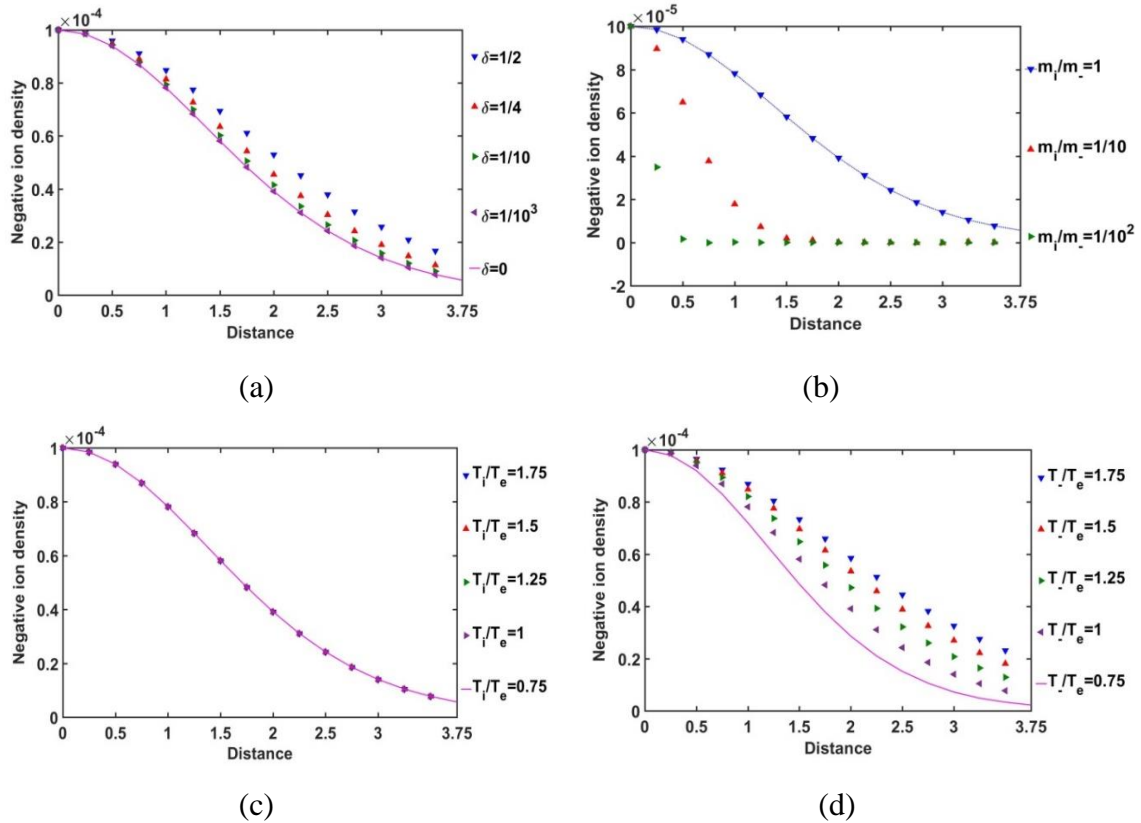 ×10-4
1
0.8
0.6
0.4
0.2
0
Negative ion density
0 0.5 1 1.5 2 2.5 3 3.75
Distance
δ=1/2
δ=1/4
δ=1/10
δ=1/103
δ=0
(a)
10 ×10-5
8
6
4
2
0
-2
Negative ion density
0 0.5 1 1.5 2 2.5 3 3.75
Distance
mi/m-=1
mi/m-=1/10
mi/m-=1/102
(b)
×10-4
1
0.8
0.6
0.4
0.2
0
Negative ion density
0 0.5 1 1.5 2 2.5 3 3.75
Distance
Ti/Te=1.75
Ti/Te=1.5
Ti/Te=1.25
Ti/Te=1
Ti/Te=0.75
(c)
×10-4
1
0.8
0.6
0.4
0.2
0
Negative ion density
0 0.5 1 1.5 2 2.5 3 3.75
Distance
T-/Te=1.75
T-/Te=1.5
T-/Te=1.25
T-/Te=1
T-/Te=0.75
(d)